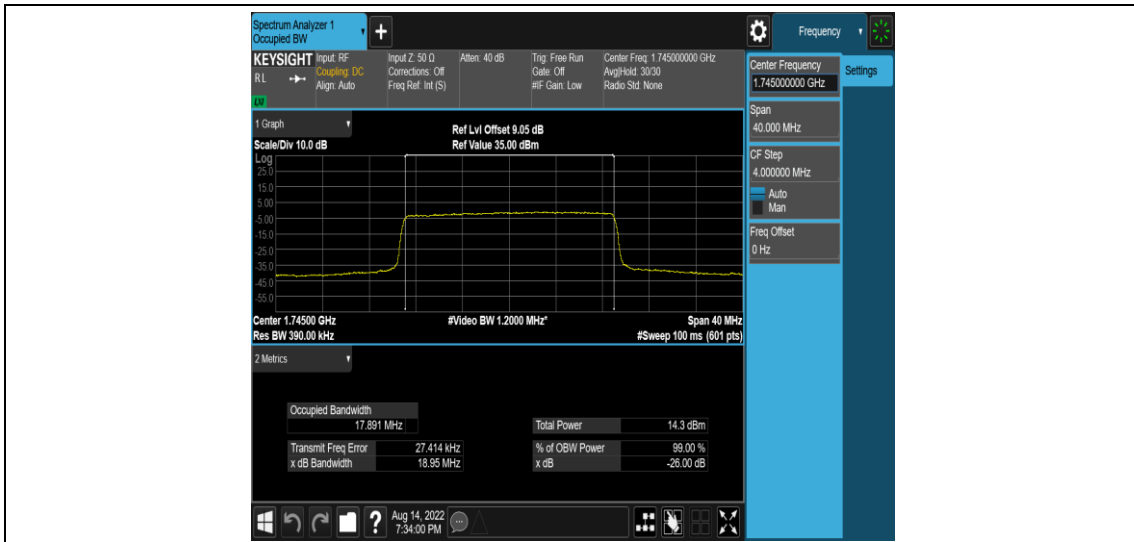 Spectrum Analyzer 1
Occupied BW
+
Frequency
KEYSIGHT
RL
LXI
Input: RF
Coupling: DC
Align: Auto
Input Z: 50 Ω
Corrections: Off
Freq Ref: Int (S)
Atten: 40 dB
Trig: Free Run
Gate: Off
#IF Gain: Low
Center Freq: 1.745000000 GHz
Avg|Hold: 30/30
Radio Std: None
Center Frequency
1.745000000 GHz
Settings
Span
40.000 MHz
CF Step
4.000000 MHz
Auto
Man
Freq Offset
0 Hz
1 Graph
Ref Lvl Offset 9.05 dB
Scale/Div 10.0 dB
Ref Value 35.00 dBm
Log
25.0
15.0
5.00
-5.00
-15.0
-25.0
-35.0
-45.0
-55.0
Center 1.74500 GHz
#Video BW 1.2000 MHz*
Span 40 MHz
Res BW 390.00 kHz
#Sweep 100 ms (601 pts)
2 Metrics
Occupied Bandwidth
17.891 MHz
Total Power 14.3 dBm
Transmit Freq Error 27.414 kHz
% of OBW Power 99.00 %
x dB Bandwidth 18.95 MHz
x dB -26.00 dB
?
Aug 14, 2022
7:34:00 PM